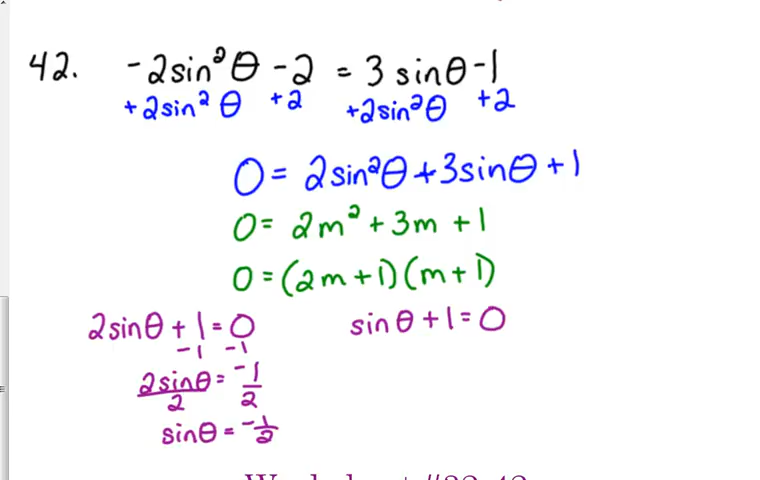 42. -2sin²θ -2 = 3 sinθ -1
+2sin²θ +2 +2sin²θ +2
0 = 2sin²θ + 3sinθ + 1
0 = 2m² + 3m + 1
0 = (2m + 1)(m + 1)
2sinθ + 1 = 0 sinθ + 1 = 0
-1 -1
2sinθ/2 = -1/2
sinθ = -1/2